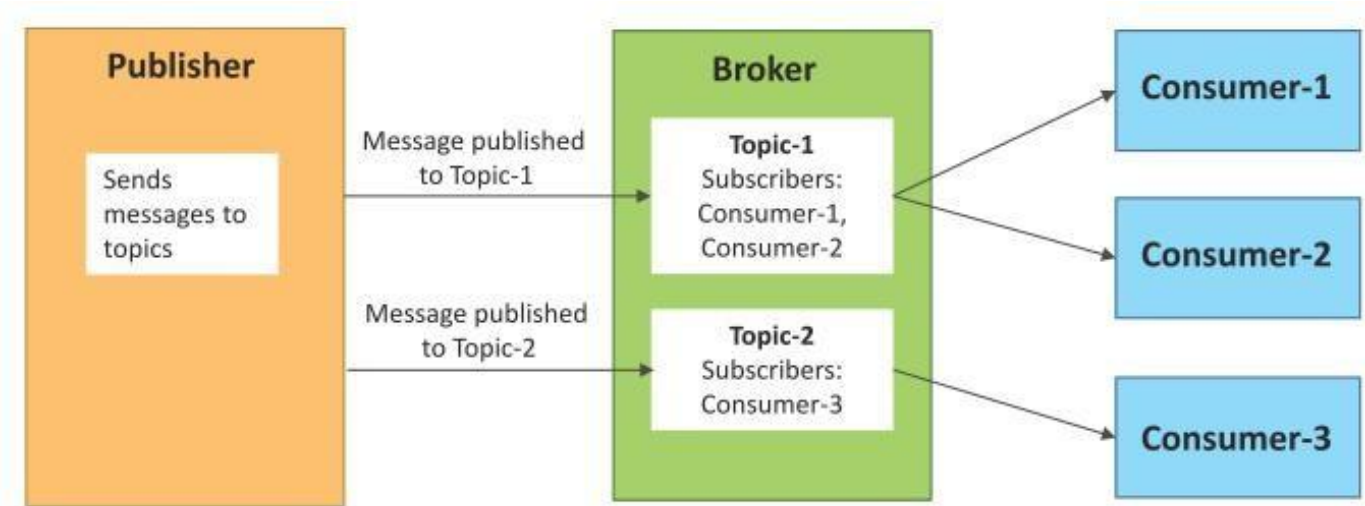 Publisher
Sends
messages to
topics
Message published
to Topic-1
Message published
to Topic-2
Broker
Topic-1
Subscribers:
Consumer-1,
Consumer-2
Topic-2
Subscribers:
Consumer-3
Consumer-1
Consumer-2
Consumer-3